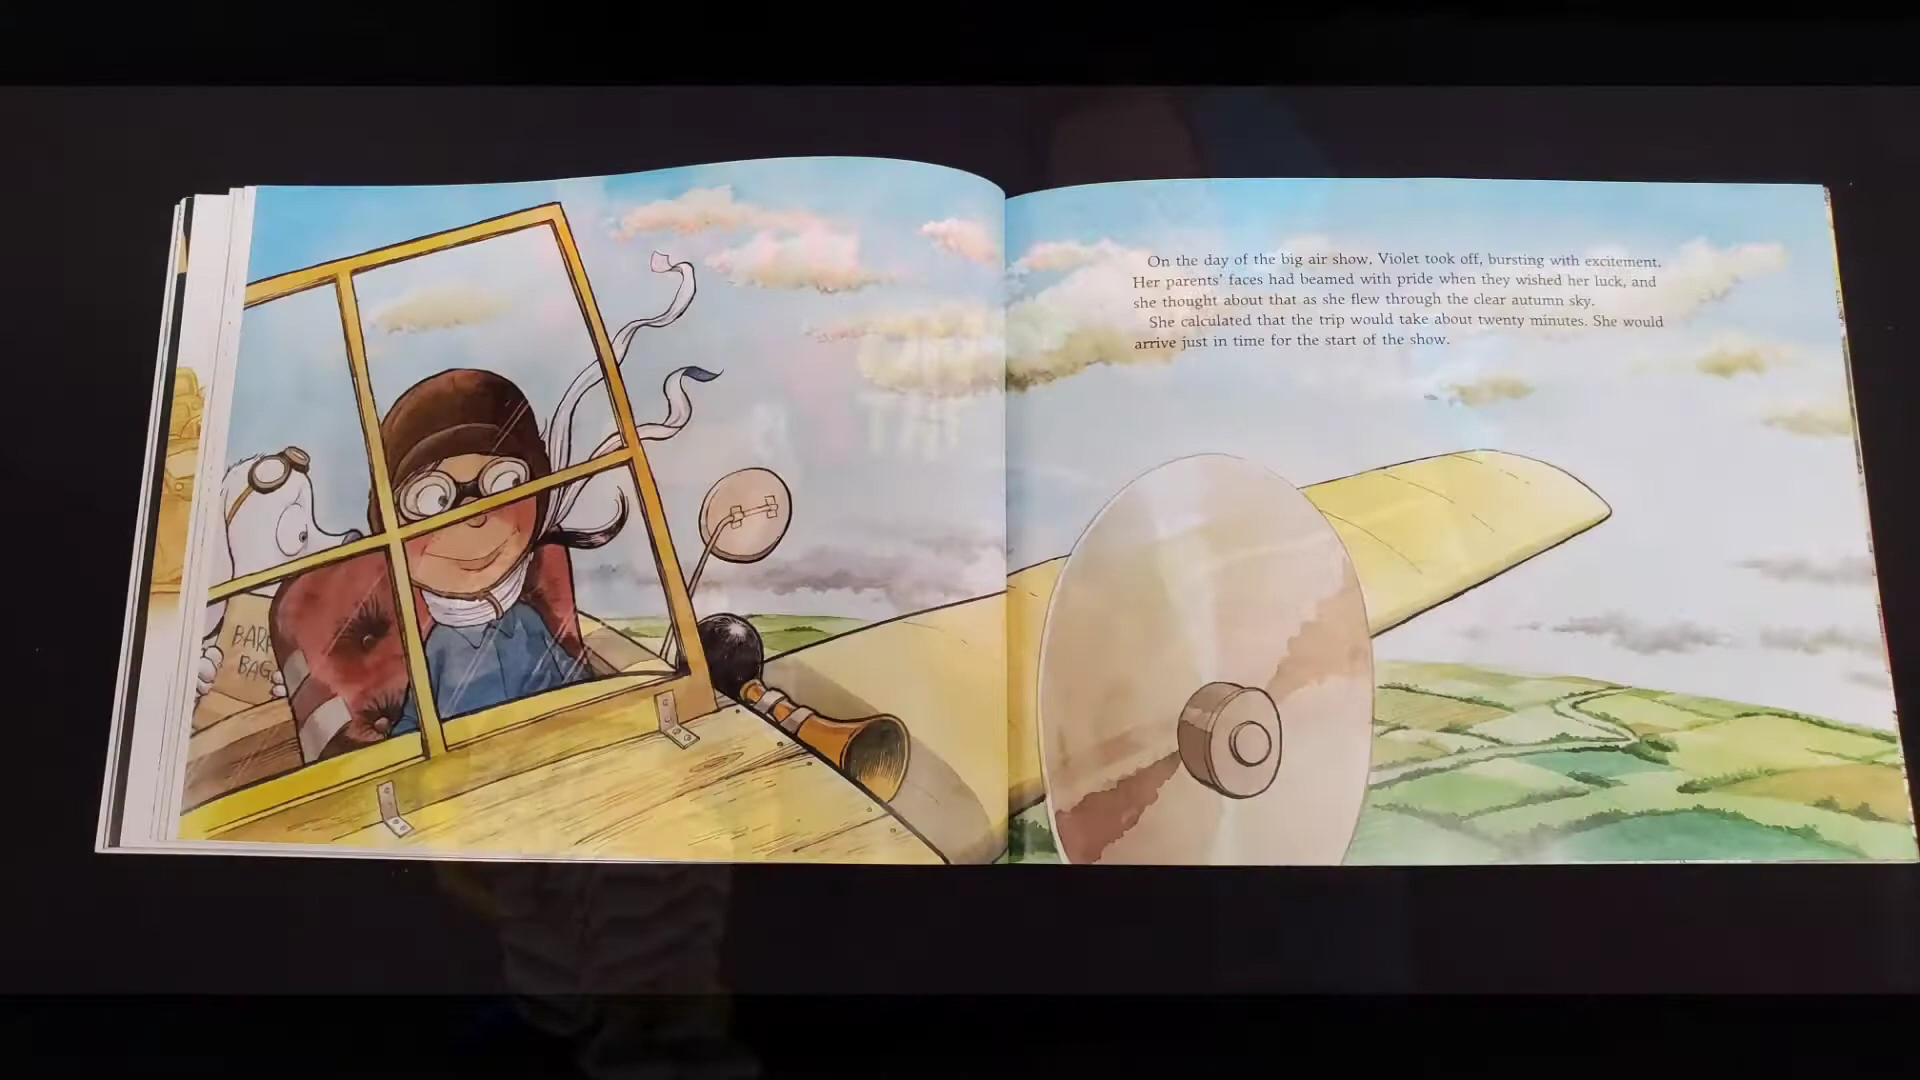 BARF
BAG
On the day of the big air show, Violet took off, bursting with excitement.
Her parents' faces had beamed with pride when they wished her luck, and
she thought about that as she flew through the clear autumn sky.
She calculated that the trip would take about twenty minutes. She would
arrive just in time for the start of the show.